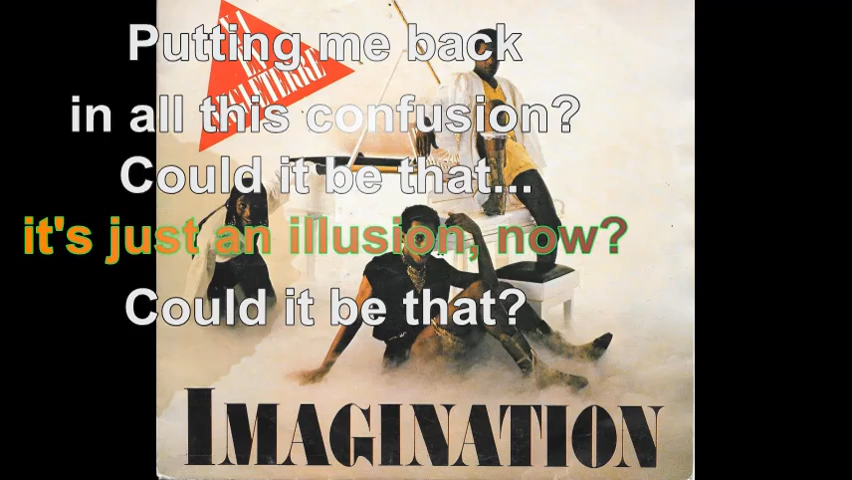 Putting me back
in all this confusion?
Could it be that...
it's just an illusion, now?
Could it be that?
IMAGINATION